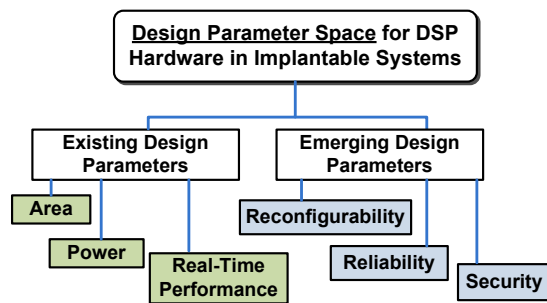 Design Parameter Space for DSP
Hardware in Implantable Systems
Existing Design
Parameters
Emerging Design
Parameters
Area
Power
Real-Time
Performance
Reconfigurability
Reliability
Security